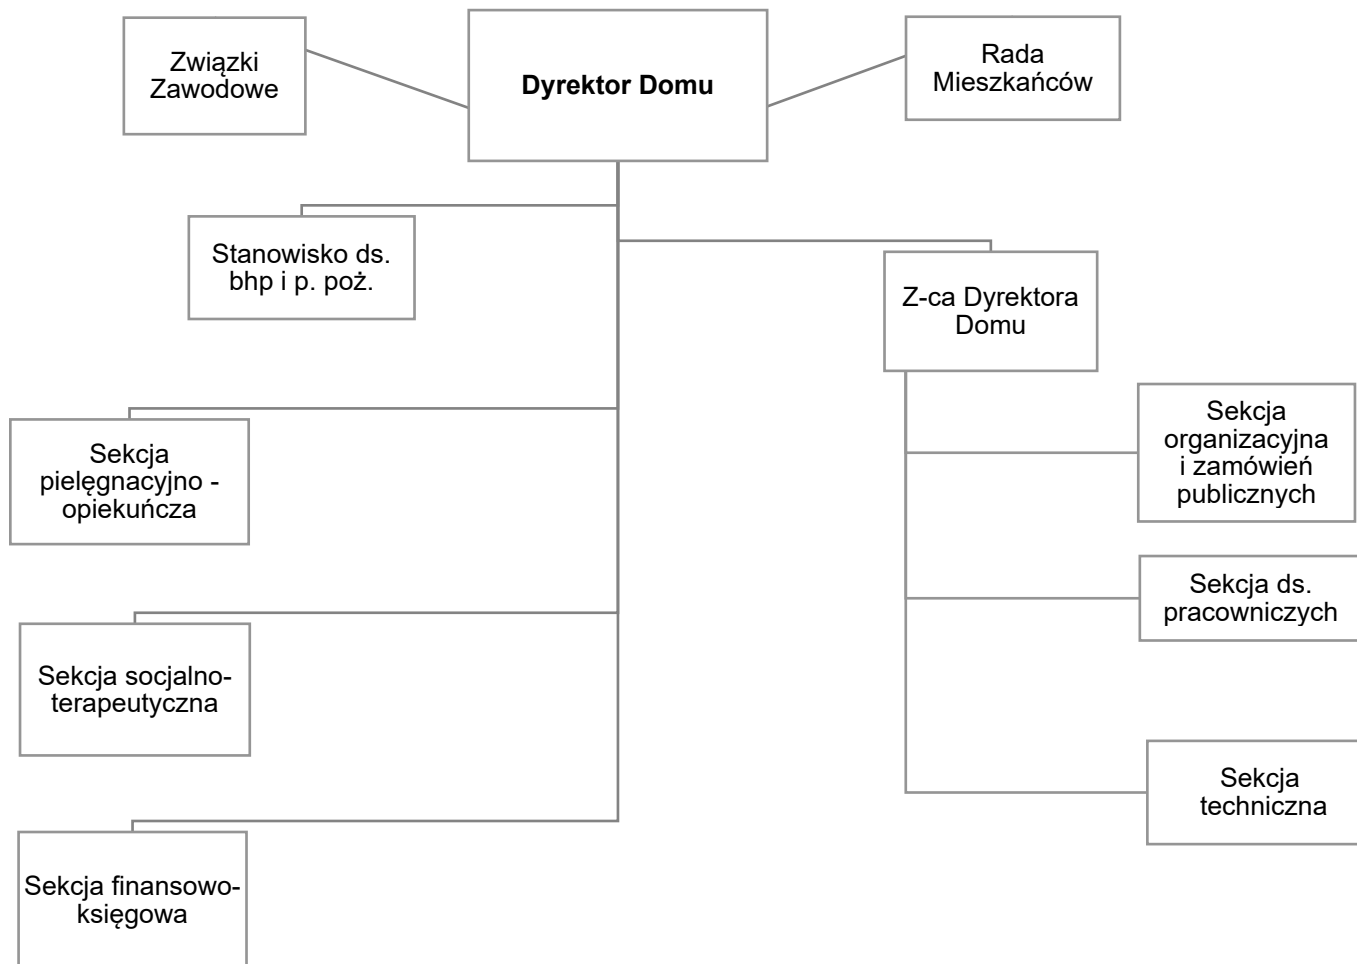 Związki
Zawodowe
Dyrektor Domu
Rada
Mieszkańców
Stanowisko ds.
bhp i p. poż.
Z-ca Dyrektora
Domu
Sekcja
pielęgnacyjno -
opiekuńcza
Sekcja
organizacyjna
i zamówień
publicznych
Sekcja ds.
pracowniczych
Sekcja socjalno-
terapeutyczna
Sekcja
techniczna
Sekcja finansowo-
księgowa